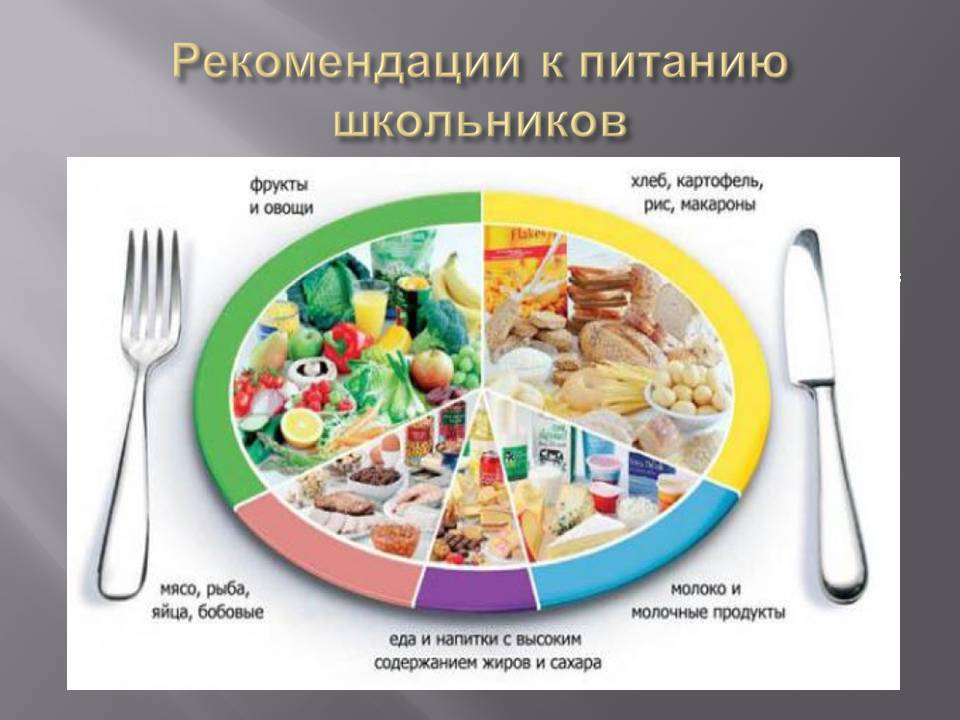 Рекомендации к питанию
школьников
фрукты
и овощи
хлеб, картофель,
рис, макароны
Flakes
мясо, рыба,
яйца, бобовые
молоко и
молочные продукты
еда и напитки с высоким
содержанием жиров и сахара